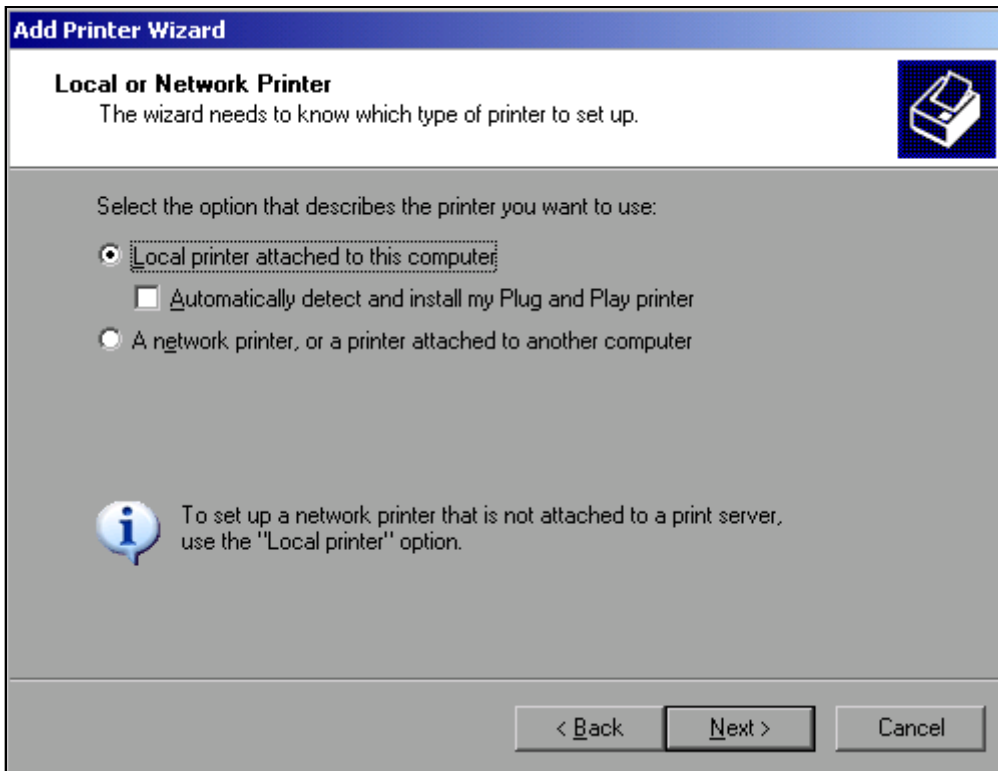 Add Printer Wizard
Local or Network Printer
The wizard needs to know which type of printer to set up.
Select the option that describes the printer you want to use:
Local printer attached to this computer
Automatically detect and install my Plug and Play printer
A network printer, or a printer attached to another computer
To set up a network printer that is not attached to a print server,
use the "Local printer" option.
< Back Next > Cancel